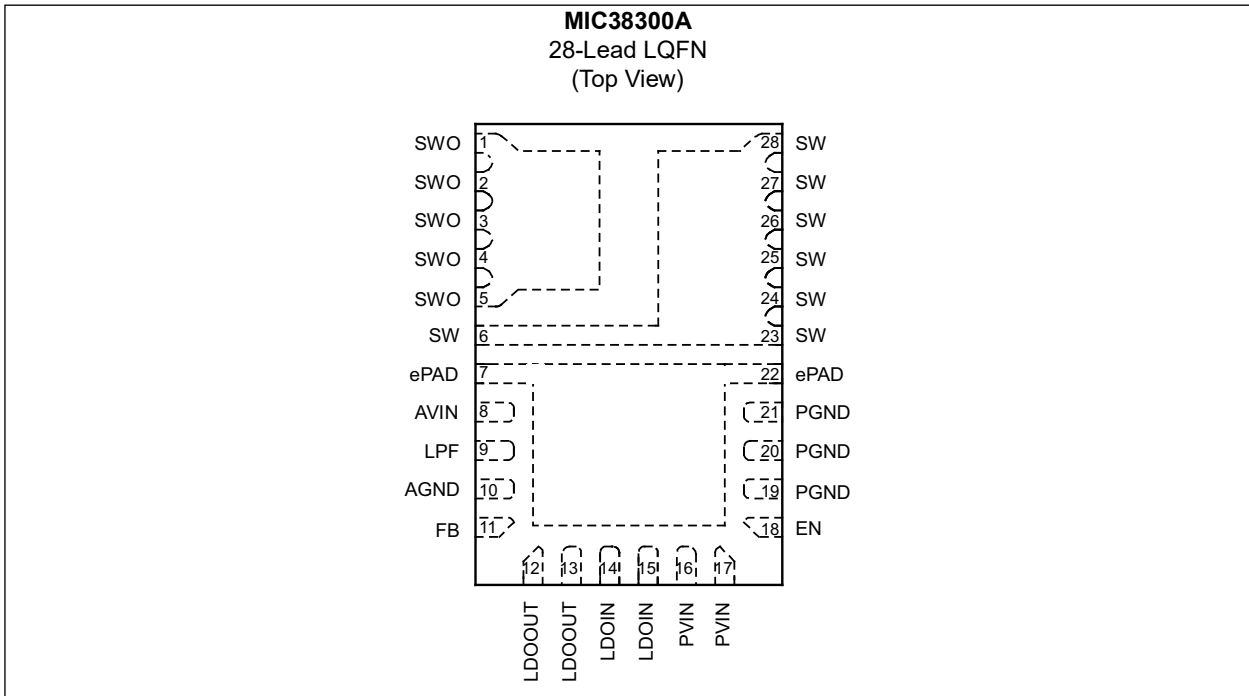 MIC38300A
28-Lead LQFN
(Top View)
SWO 1 28 SW
SWO 2 27 SW
SWO 3 26 SW
SWO 4 25 SW
SWO 5 24 SW
SW 6 23 SW
ePAD 7 22 ePAD
AVIN 8 21 PGND
LPF 9 20 PGND
AGND 10 19 PGND
FB 11 18 EN
12 13 14 15 16 17
LDOOUT
LDOOUT
LDOIN
LDOIN
PVIN
PVIN